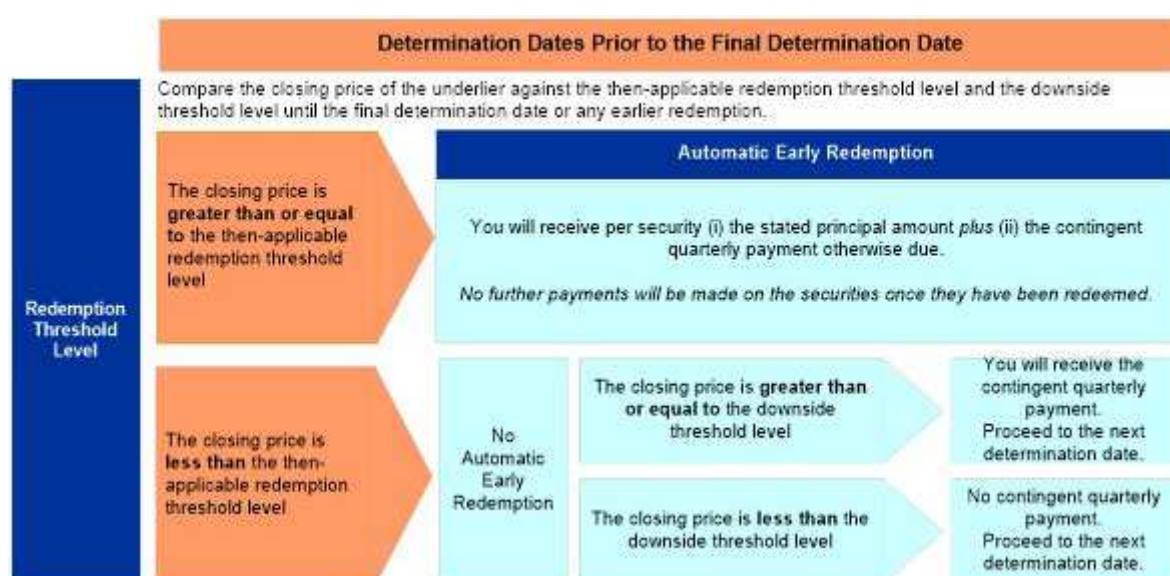 Determination Dates Prior to the Final Determination Date
Compare the closing price of the underlier against the then-applicable redemption threshold level and the downside
threshold level until the final determination date or any earlier redemption.
Redemption
Threshold
Level
The closing price is
greater than or equal
to the then-applicable
redemption threshold
level
Automatic Early Redemption
You will receive per security (i) the stated principal amount plus (ii) the contingent
quarterly payment otherwise due.
No further payments will be made on the securities once they have been redeemed.
The closing price is
less than the then-
applicable redemption
threshold level
No
Automatic
Early
Redemption
The closing price is greater than
or equal to the downside
threshold level
You will receive the
contingent quarterly
payment.
Proceed to the next
determination date.
The closing price is less than the
downside threshold level
No contingent quarterly
payment.
Proceed to the next
determination date.